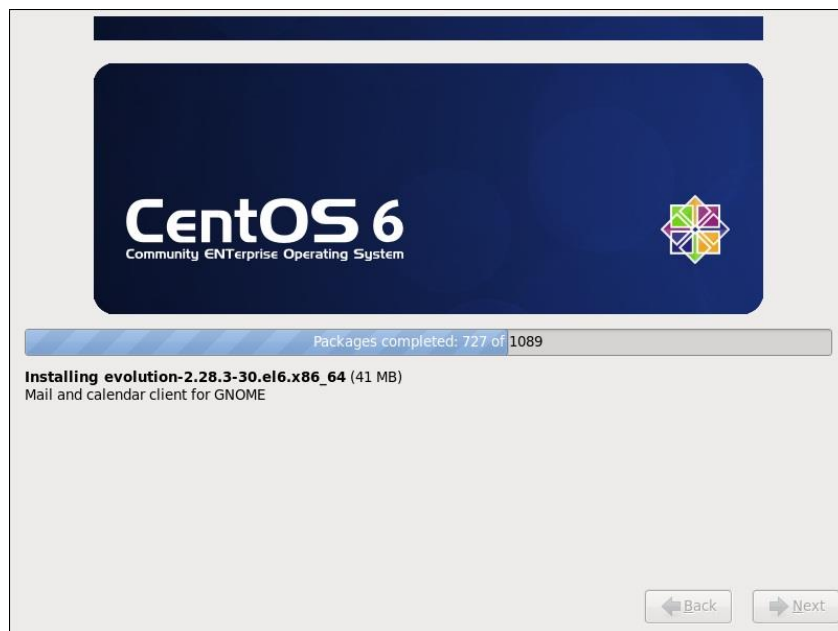 CentOS 6
Community ENTerprise Operating System
Packages completed: 727 of 1089
Installing evolution-2.28.3-30.el6.x86_64 (41 MB)
Mail and calendar client for GNOME
Back
Next